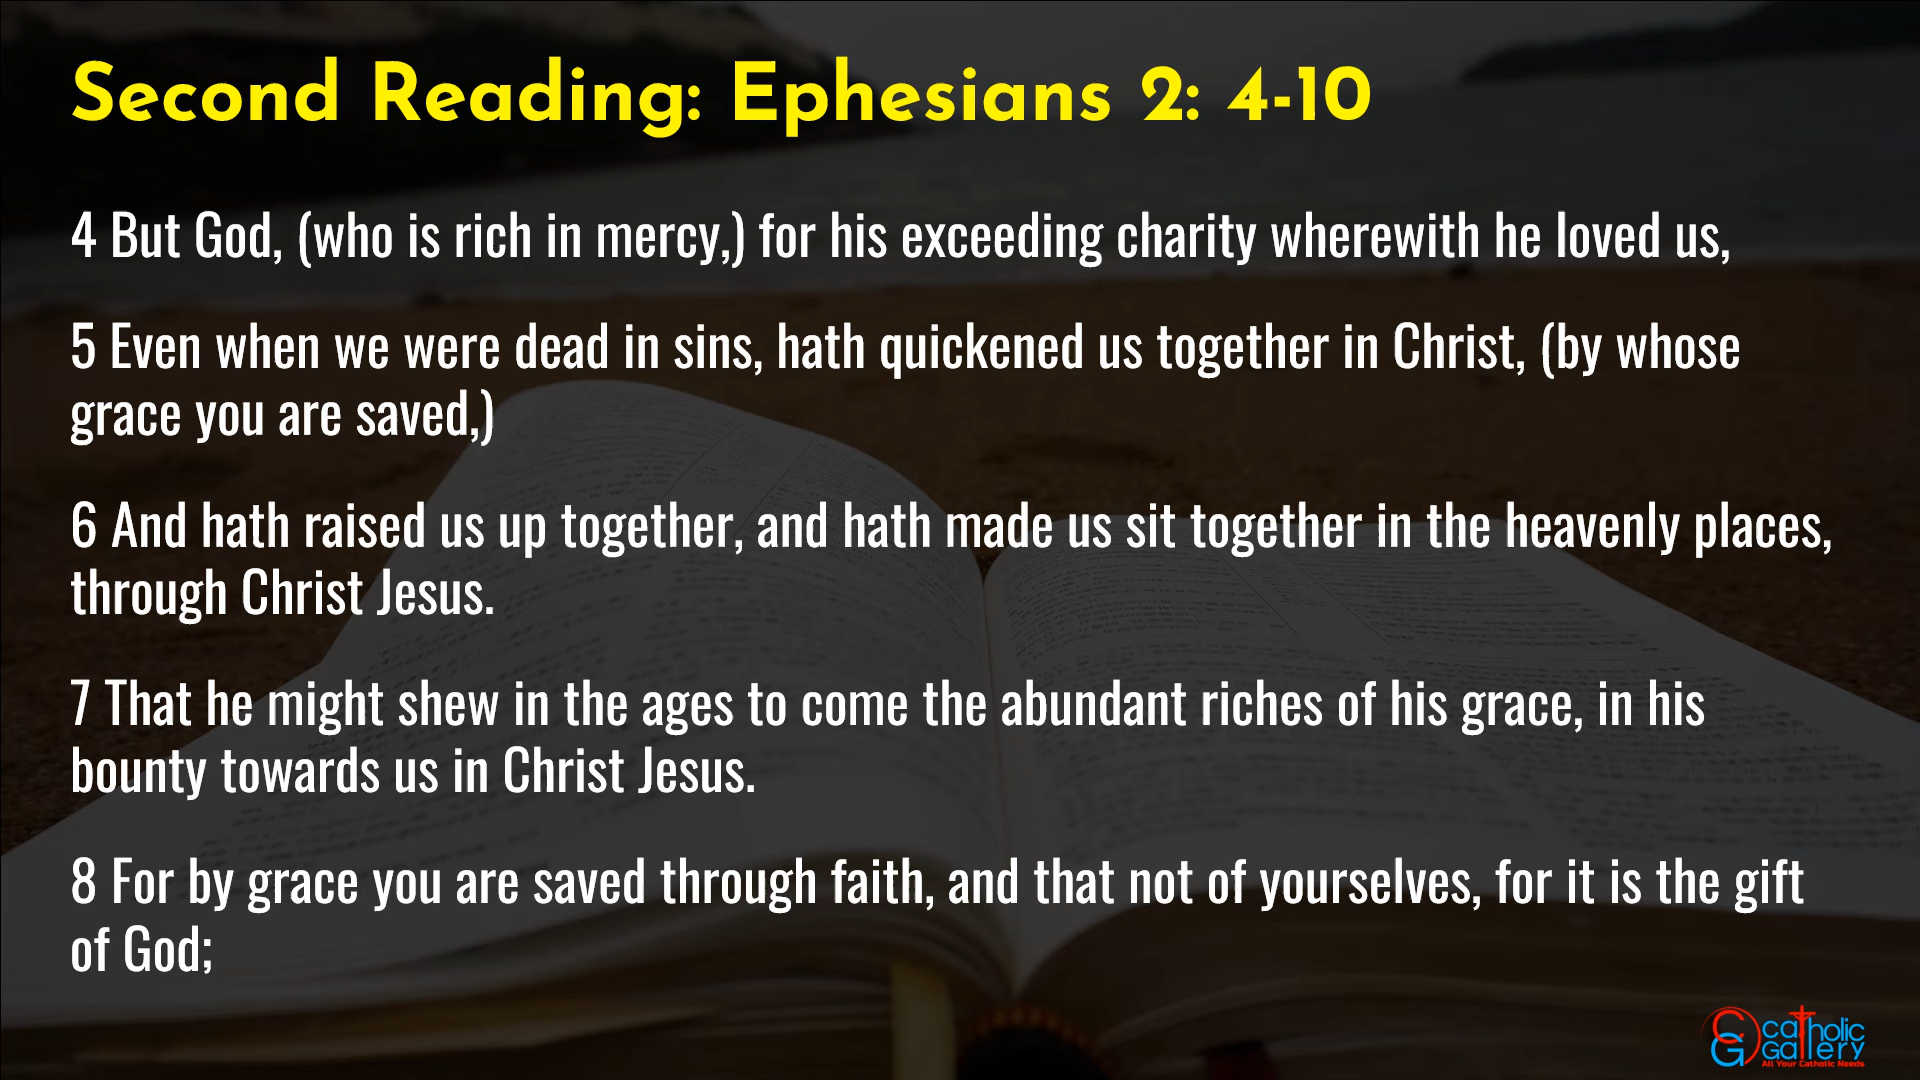 Second Reading: Ephesians 2: 4-10
4 But God, (who is rich in mercy,) for his exceeding charity wherewith he loved us,
5 Even when we were dead in sins, hath quickened us together in Christ, (by whose
grace you are saved,)
6 And hath raised us up together, and hath made us sit together in the heavenly places,
through Christ Jesus.
7 That he might shew in the ages to come the abundant riches of his grace, in his
bounty towards us in Christ Jesus.
8 For by grace you are saved through faith, and that not of yourselves, for it is the gift
of God;
CG
catholic
Gallery
All Your Catholic Needs